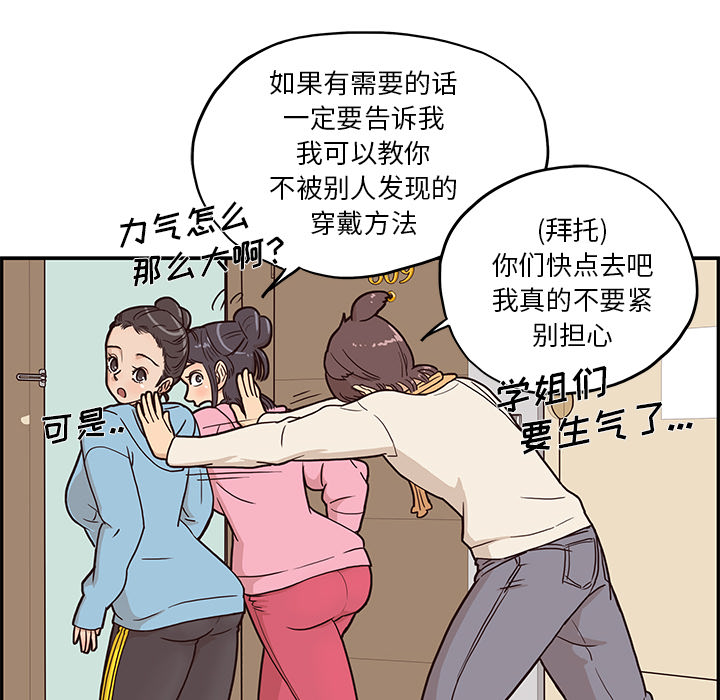 如果有需要的话
一定要告诉我
我可以教你
不被别人发现的
穿戴方法
力气怎么
那么大啊?
(拜托)
你们快点去吧
我真的不要紧
别担心
809
可是..
学姐们
要生气了...